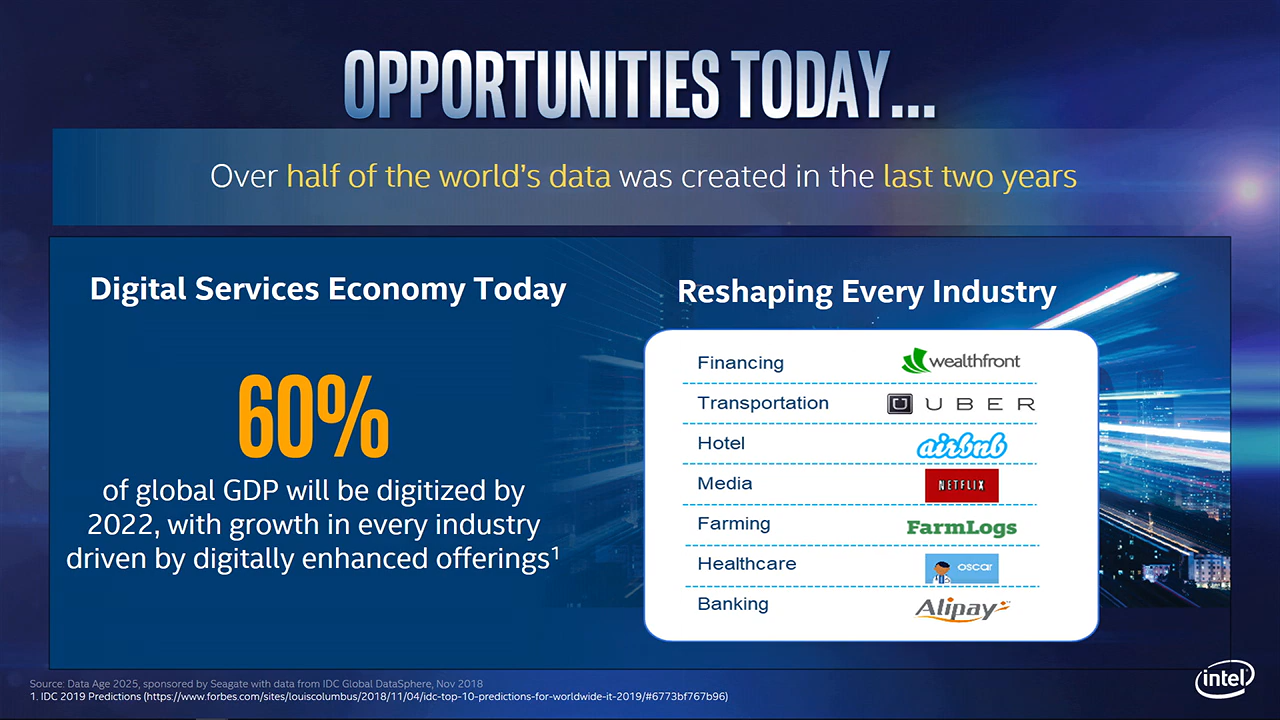 OPPORTUNITIES TODAY...
Over half of the world's data was created in the last two years
Digital Services Economy Today
60%
of global GDP will be digitized by
2022, with growth in every industry
driven by digitally enhanced offerings¹
Reshaping Every Industry
Financing wealthfront
Transportation U UBER
Hotel airbnb
Media NETFLIX
Farming FarmLogs
Healthcare oscar
Banking Alipay™
Source: Data Age 2025, sponsored by Seagate with data from IDC Global DataSphere, Nov 2018
1. IDC 2019 Predictions (https://www.forbes.com/sites/louiscolumbus/2018/11/04/idc-top-10-predictions-for-worldwide-it-2019/#6773bf767b96)
intel